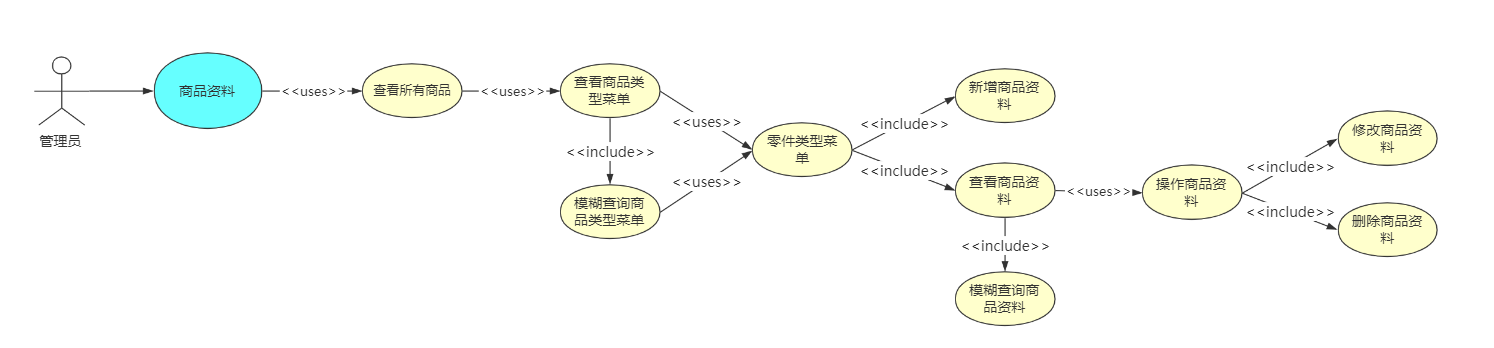 管理员
商品资料
<<uses>>
查看所有商品
<<uses>>
查看商品类
型菜单
<<include>>
模糊查询商
品类型菜单
<<uses>>
<<uses>>
零件类型菜
单
<<include>>
<<include>>
新增商品资
料
查看商品资
料
<<include>>
模糊查询商
品资料
<<uses>>
操作商品资
料
<<include>>
<<include>>
修改商品资
料
删除商品资
料